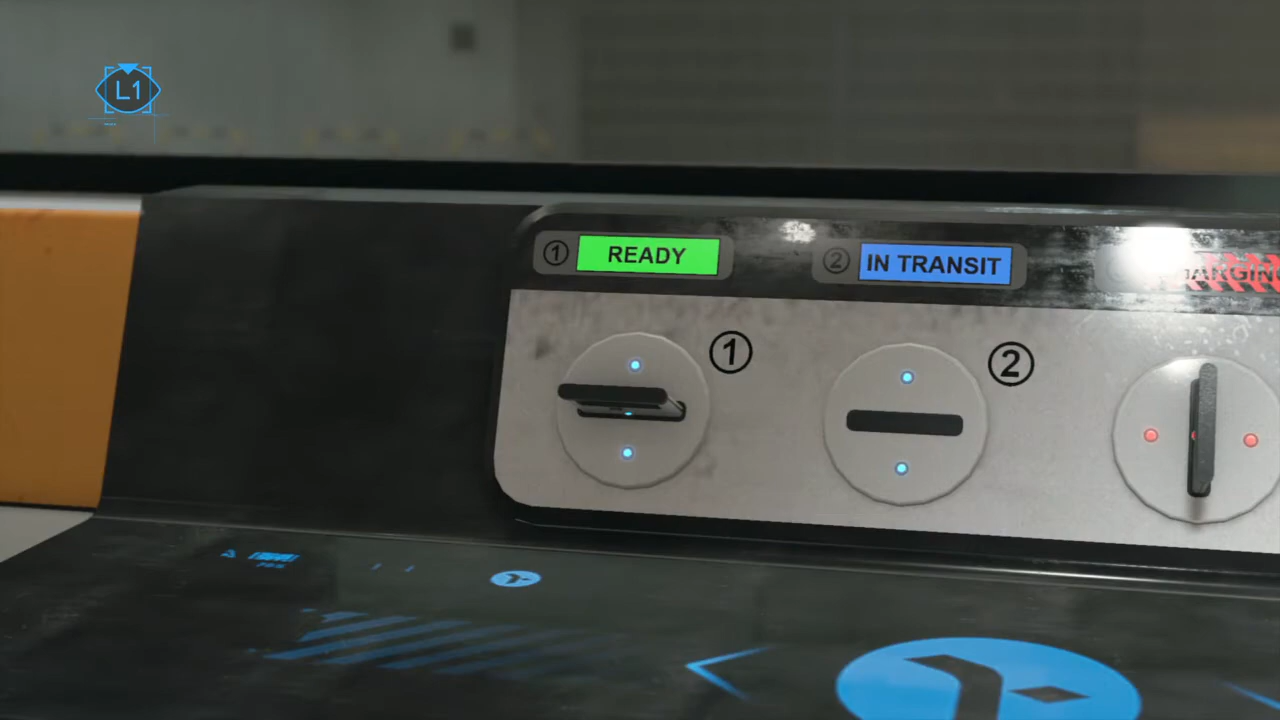 L1
① READY
② IN TRANSIT
①
②